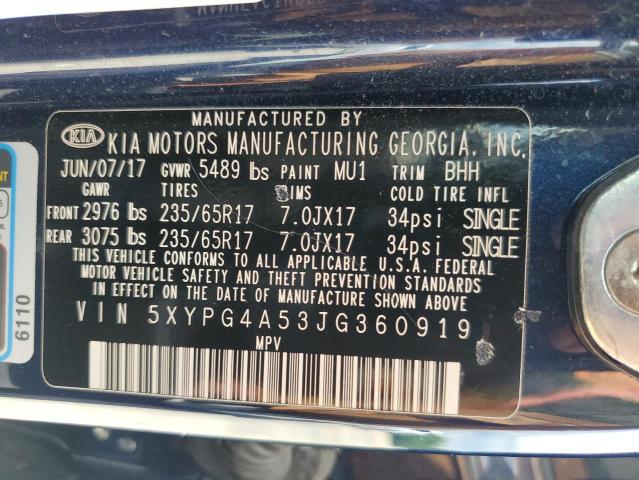 MANUFACTURED BY
KIA KIA MOTORS MANUFACTURING GEORGIA, INC.
JUN/07/17 GVWR 5489 lbs PAINT MU1 TRIM BHH
GAWR TIRES RIMS COLD TIRE INFL
FRONT 2976 lbs 235/65R17 7.0JX17 34psi SINGLE
REAR 3075 lbs 235/65R17 7.0JX17 34psi SINGLE
THIS VEHICLE CONFORMS TO ALL APPLICABLE U.S.A. FEDERAL
MOTOR VEHICLE SAFETY AND THEFT PREVENTION STANDARDS
IN EFFECT ON THE DATE OF MANUFACTURE SHOWN ABOVE
VIN 5XYPG4A53JG360919
MPV
6110